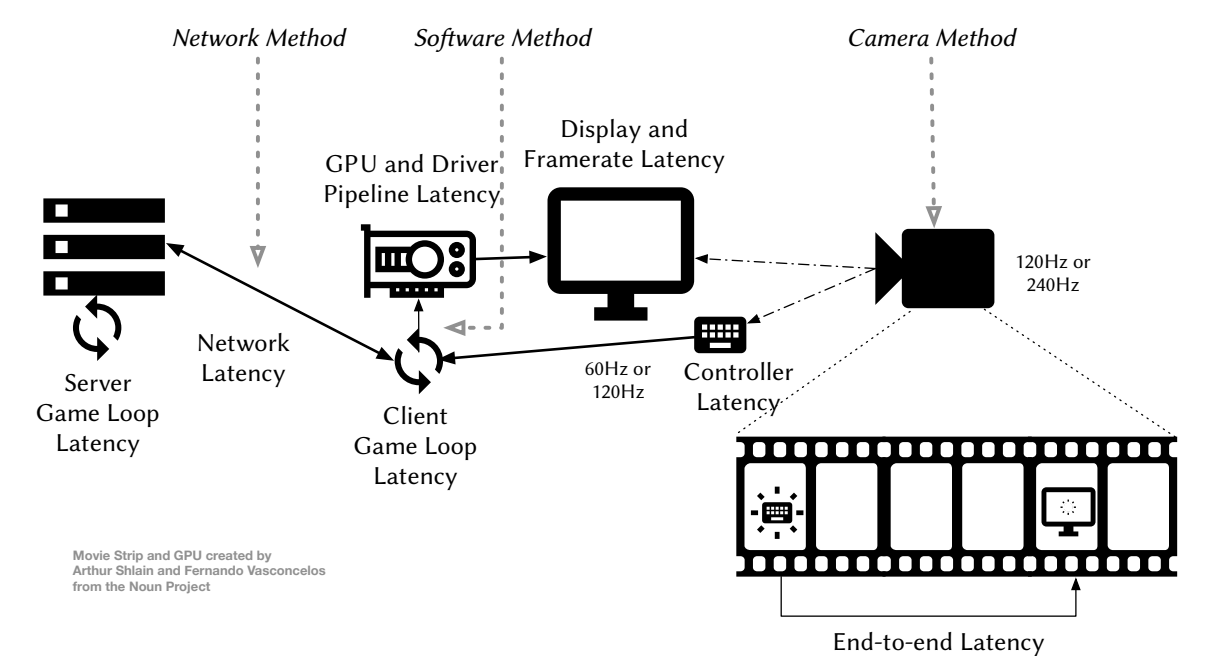 Network Method
Software Method
Camera Method
Display and
Framerate Latency
GPU and Driver
Pipeline Latency
120Hz or
240Hz
Network
Latency
60Hz or
120Hz
Controller
Latency
Server
Game Loop
Latency
Client
Game Loop
Latency
Movie Strip and GPU created by
Arthur Shlain and Fernando Vasconcelos
from the Noun Project
End-to-end Latency